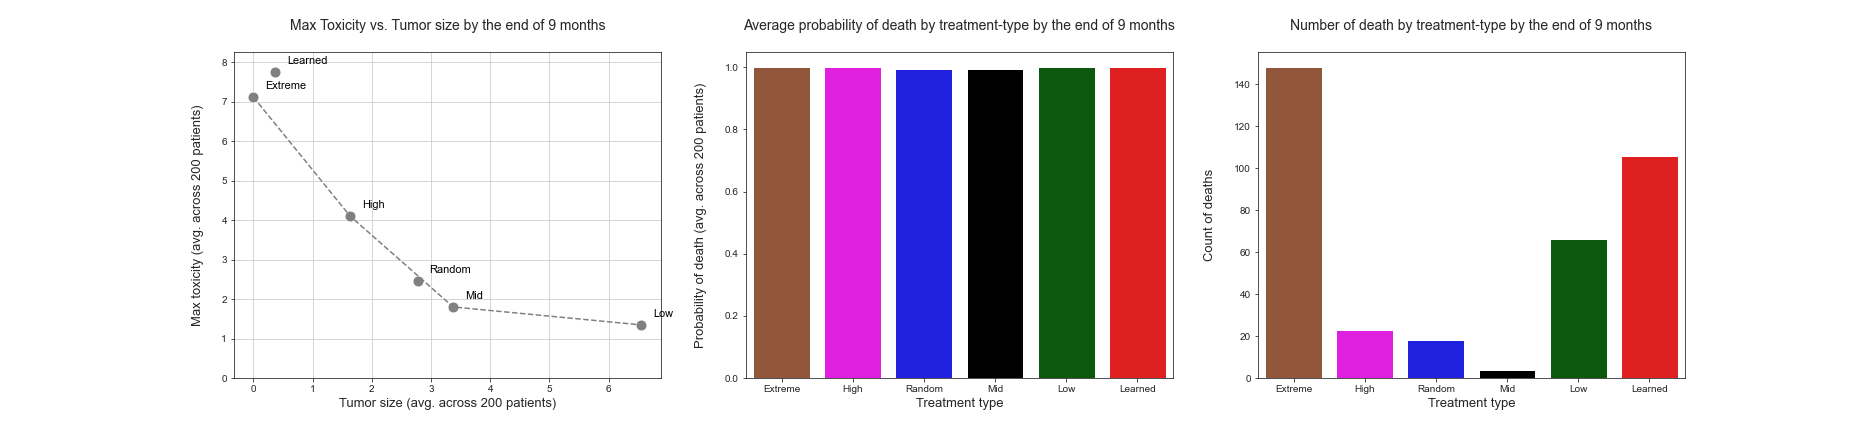 Max Toxicity vs. Tumor size by the end of 9 months
8
7
6
5
4
3
2
1
0
Max toxicity (avg. across 200 patients)
Learned
Extreme
High
Random
Mid
Low
0 1 2 3 4 5 6
Tumor size (avg. across 200 patients)
Average probability of death by treatment-type by the end of 9 months
1.0
0.8
0.6
0.4
0.2
0.0
Probability of death (avg. across 200 patients)
Extreme High Random Mid Low Learned
Treatment type
Number of death by treatment-type by the end of 9 months
140
120
100
80
60
40
20
0
Count of deaths
Extreme High Random Mid Low Learned
Treatment type